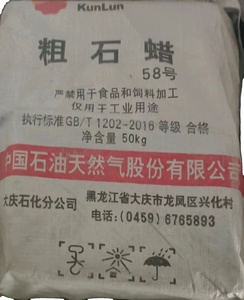 KunLun
粗石蜡
58号
严禁用于食品和饲料加工
仅用于工业用途
执行标准GB/T 1202-2016 等级 合格
净含量50kg
中国石油天然气股份有限公司
大庆石化分公司 黑龙江省大庆市龙凤区兴化村
电话:(0459) 6765893